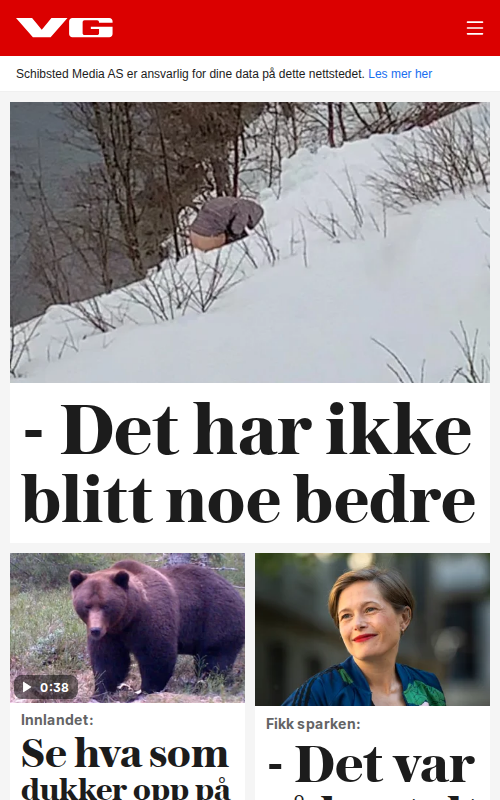 VG
Schibsted Media AS er ansvarlig for dine data på dette nettstedet. Les mer her
- Det har ikke
blitt noe bedre
0:38
Innlandet:
Se hva som
dukker opp på
Fikk sparken:
- Det var